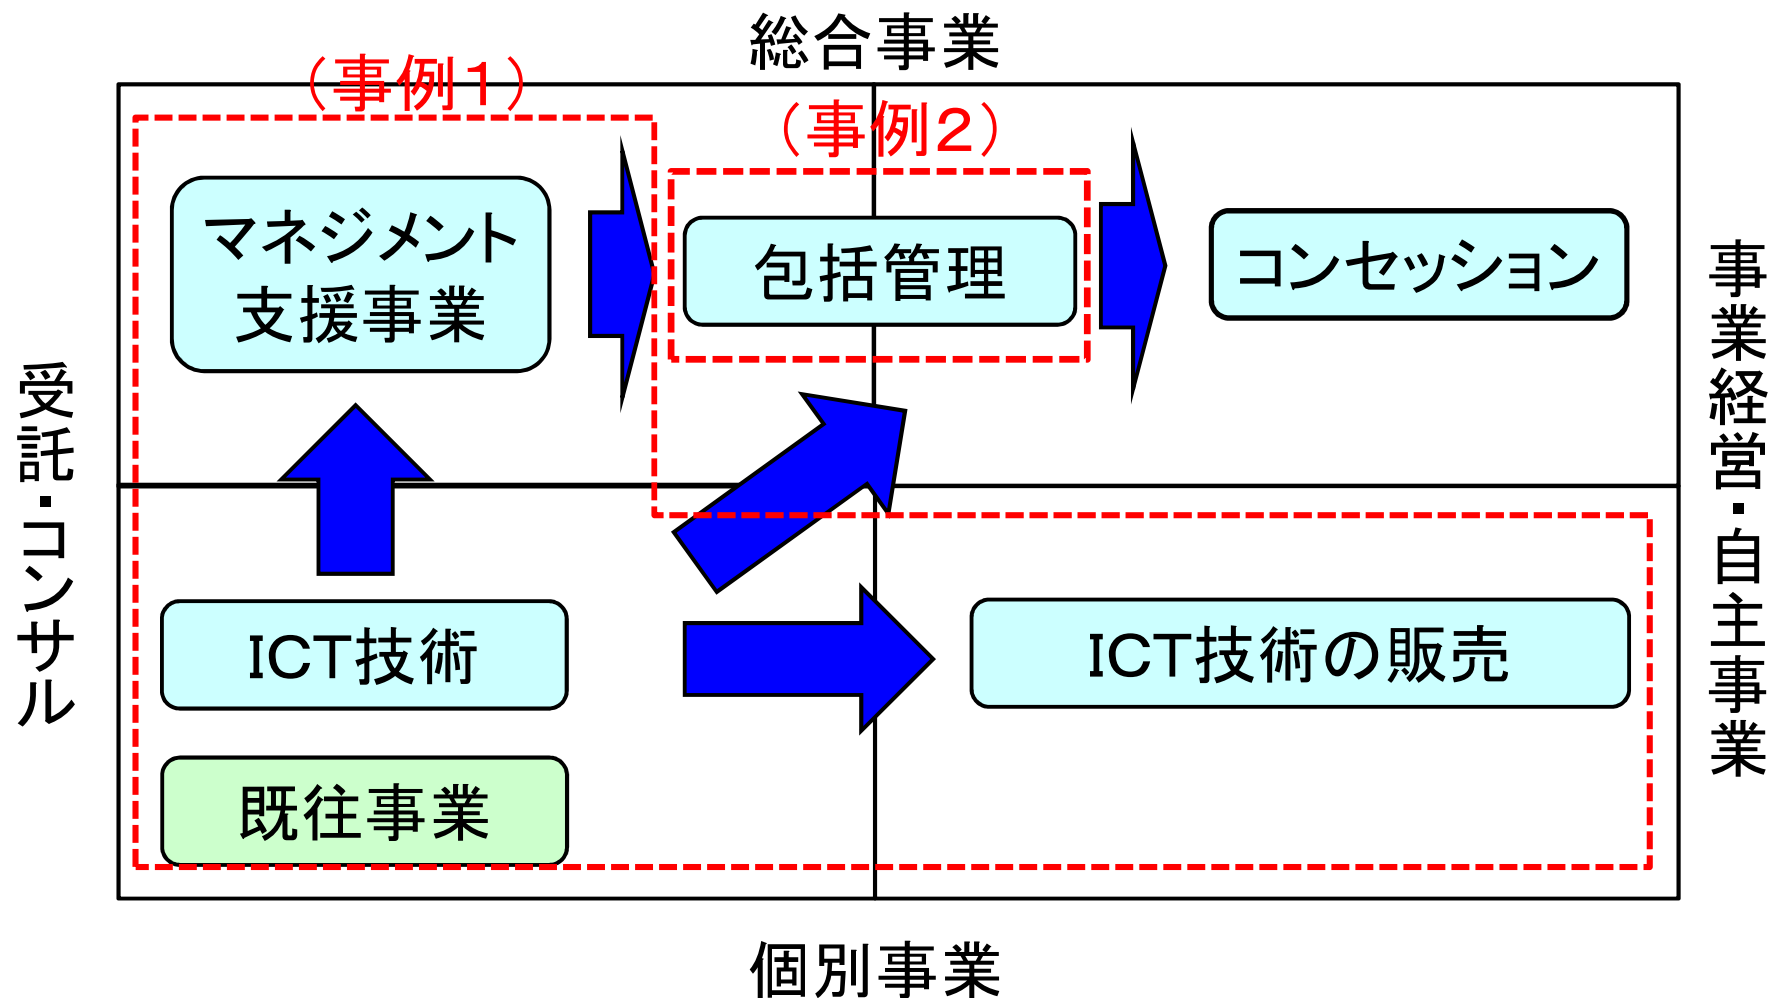 総合事業
（事例１）
（事例２）
マネジメント
支援事業
包括管理
コンセッション
受託・コンサル
事業経営・自主事業
ICT技術
ICT技術の販売
既往事業
個別事業